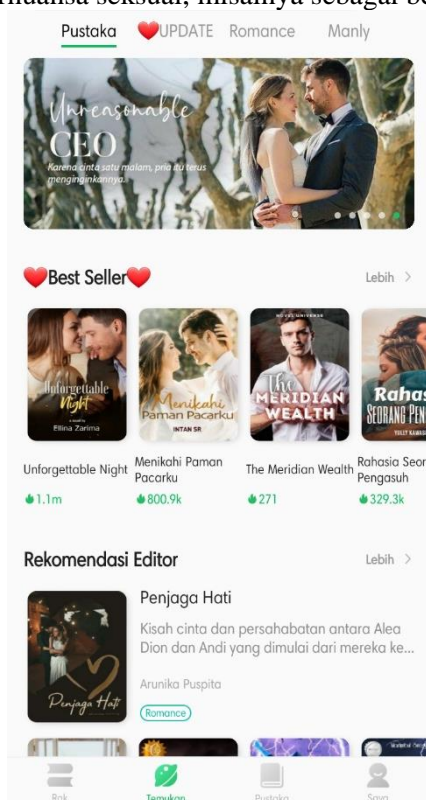 Pustaka ❤️UPDATE Romance Manly
Unreasonable
CEO
Karena cinta satu malam, pria itu terus
menginginkannya.
❤️Best Seller❤️
Lebih >
Unforgettable
Night
Ellina Zarima
Menikahi
Paman Pacarku
INTAN SR
The
MERIDIAN
WEALTH
Rahas
SEORANG PEN
Unforgettable Night
Menikahi Paman
Pacarku
The Meridian Wealth
Rahasia Seor
Pengasuh
1.1m
800.9k
271
329.3k
Rekomendasi Editor
Lebih >
Penjaga Hati
Penjaga Hati
Kisah cinta dan persahabatan antara Alea
Dion dan Andi yang dimulai dari mereka ke...
Arunika Puspita
Romance
Rak
Temukan
Pustaka
Saya